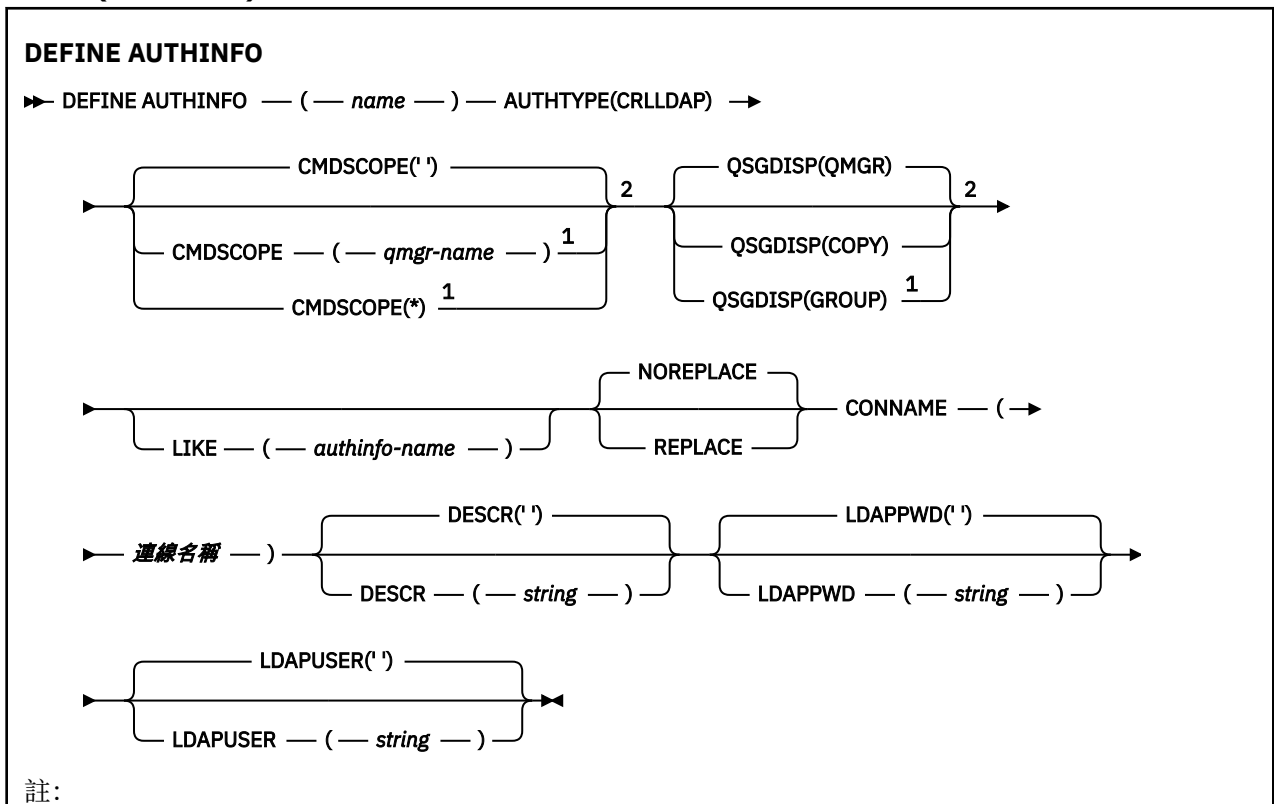 DEFINE AUTHINFO
DEFINE AUTHINFO ( name ) AUTHTYPE(CRLLDAP)
CMDSCOPE(' ') QSGDISP(QMGR)
2 2
CMDSCOPE ( qmgr-name ) 1 QSGDISP(COPY)
CMDSCOPE(*) 1 QSGDISP(GROUP) 1
NOREPLACE
CONNAME (
LIKE ( authinfo-name ) REPLACE
DESCR(' ') LDAPPWD(' ')
連線名稱 )
DESCR ( string ) LDAPPWD ( string )
LDAPUSER(' ')
LDAPUSER ( string )
註: